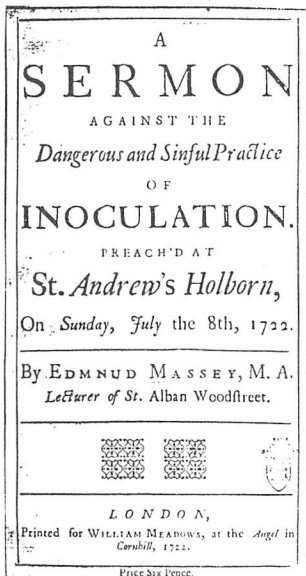 A
SERMON
AGAINST THE
Dangerous and Sinful Practice
OF
INOCULATION.
PREACH'D AT
St. Andrew's Holborn,
On Sunday, July the 8th, 1722.
By EDMNUD MASSEY, M. A.
Lecturer of St. Alban Woodſtreet.
LONDON,
Printed for WILLIAM MEADOWS, at the Angel in
Cornhill, 1722.
Price Six Pence.